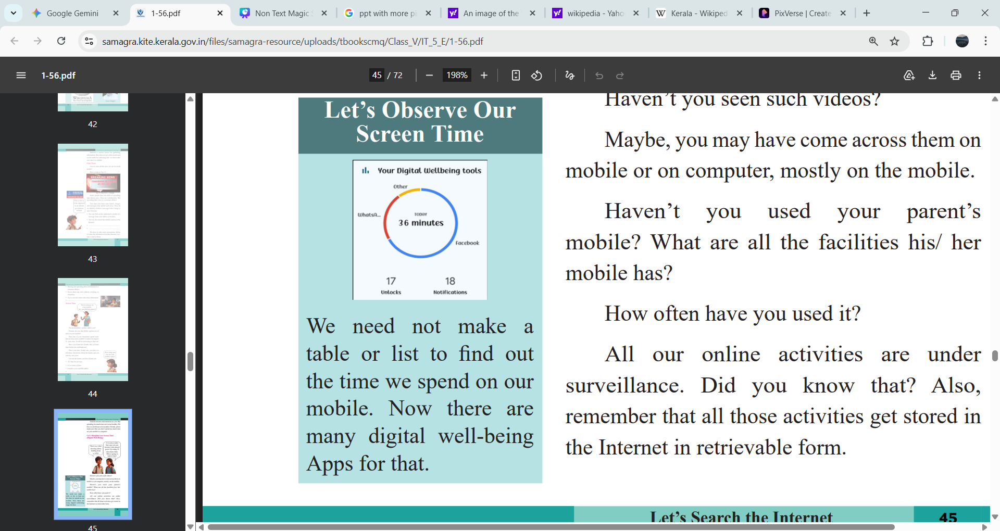 Google Gemini
1-56.pdf
Non Text Magic
ppt with more pi
An image of the
wikipedia - Yaho
Kerala - Wikiped
PixVerse | Create
samagra.kite.kerala.gov.in/files/samagra-resource/uploads/tbookscmq/Class_V/IT_5_E/1-56.pdf
1-56.pdf
45 / 72
198%
WIKIPEDIA
42
BREAKING NEWS
43
44
45
Let's Observe Our
Screen Time
Your Digital Wellbeing tools
Other
WhatsA...
TODAY
36 minutes
Facebook
17
18
Unlocks
Notifications
We need not make a
table or list to find out
the time we spend on our
mobile. Now there are
many digital well-being
Apps for that.
Haven't you seen such videos?
Maybe, you may have come across them on
mobile or on computer, mostly on the mobile.
Haven't you used your parent's
mobile? What are all the facilities his/ her
mobile has?
How often have you used it?
All our online activities are under
surveillance. Did you know that? Also,
remember that all those activities get stored in
the Internet in retrievable form.
Let's Search the Internet
45